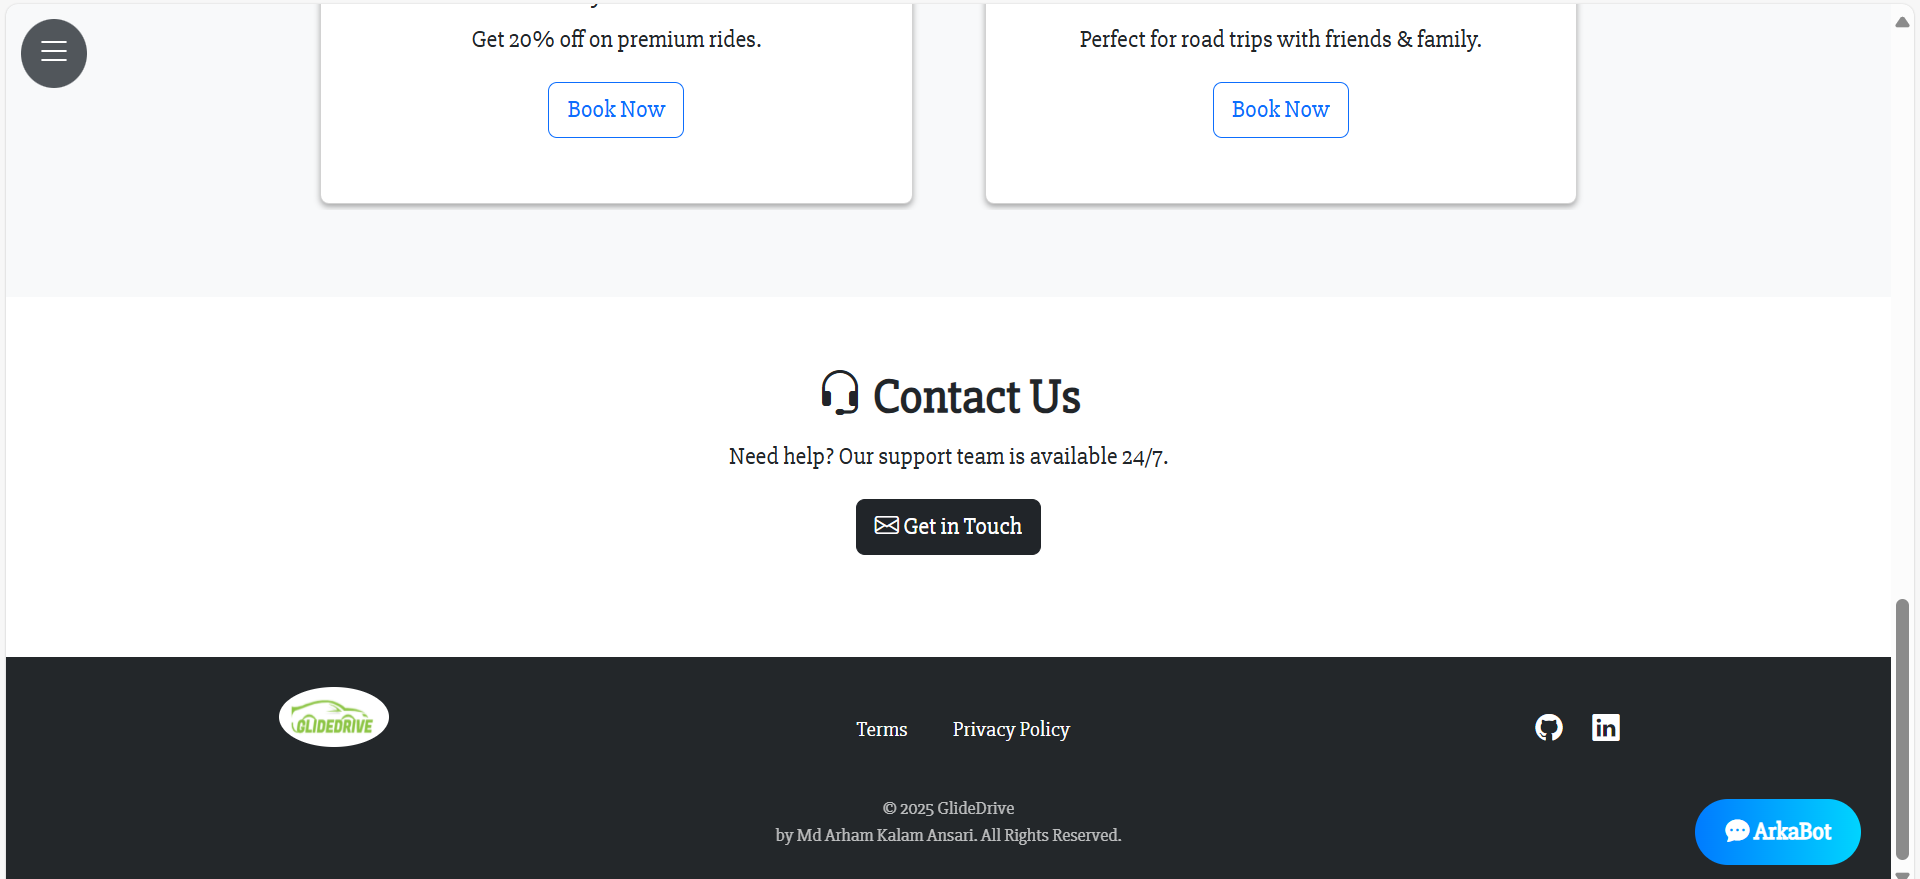 Get 20% off on premium rides.
Perfect for road trips with friends & family.
Book Now
Book Now
Contact Us
Need help? Our support team is available 24/7.
Get in Touch
GLIDEDRIVE
Terms
Privacy Policy
in
© 2025 GlideDrive
by Md Arham Kalam Ansari. All Rights Reserved.
ArkaBot